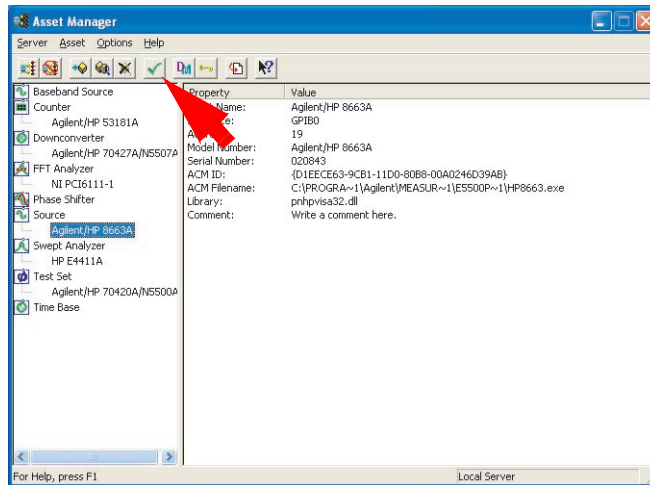 Asset Manager
Server Asset Options Help
Baseband Source
Counter
Agilent/HP 53181A
Downconverter
Agilent/HP 70427A/N5507A
FFT Analyzer
NI PCI6111-1
Phase Shifter
Source
Agilent/HP 8663A
Swept Analyzer
HP E4411A
Test Set
Agilent/HP 70420A/N5500A
Time Base
Property Value
Name: Agilent/HP 8663A
GPIB0
19
Model Number: Agilent/HP 8663A
Serial Number: 020843
ACM ID: {D1EECE63-9CB1-11D0-80B8-00A0246D39AB}
ACM Filename: C:\PROGRA~1\Agilent\MEASUR~1\E5500P~1\HP8663.exe
Library: pnhpvisa32.dll
Comment: Write a comment here.
For Help, press F1
Local Server